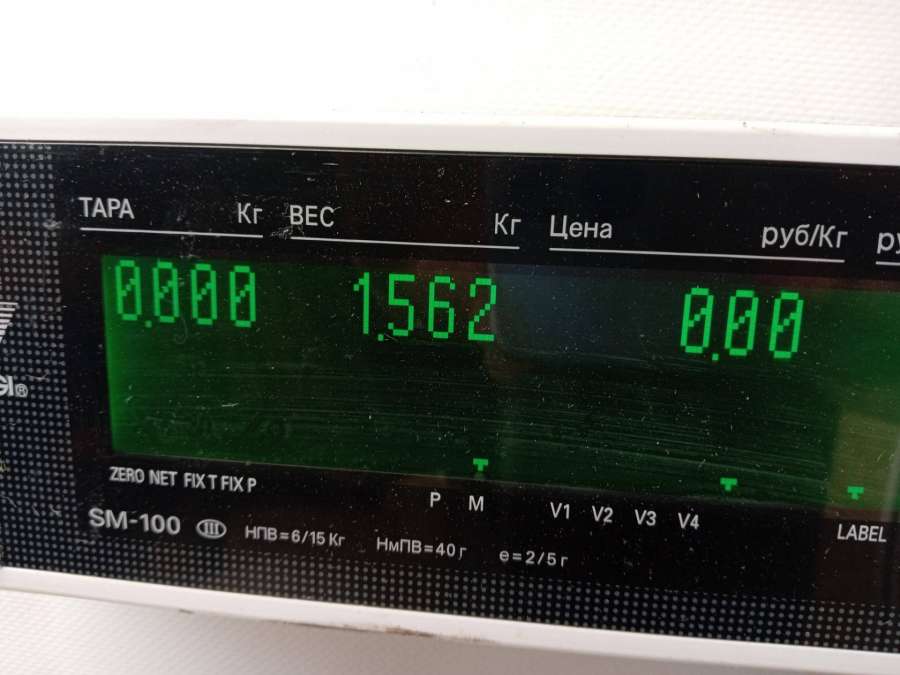 ТАРА Кг ВЕС Кг Цена руб/Кг
0.000 1.562 0.00
ZERO NET FIX T FIX P
P M V1 V2 V3 V4 LABEL
SM-100 III НПВ=6/15 Кг НмПВ=40 г e=2/5 г